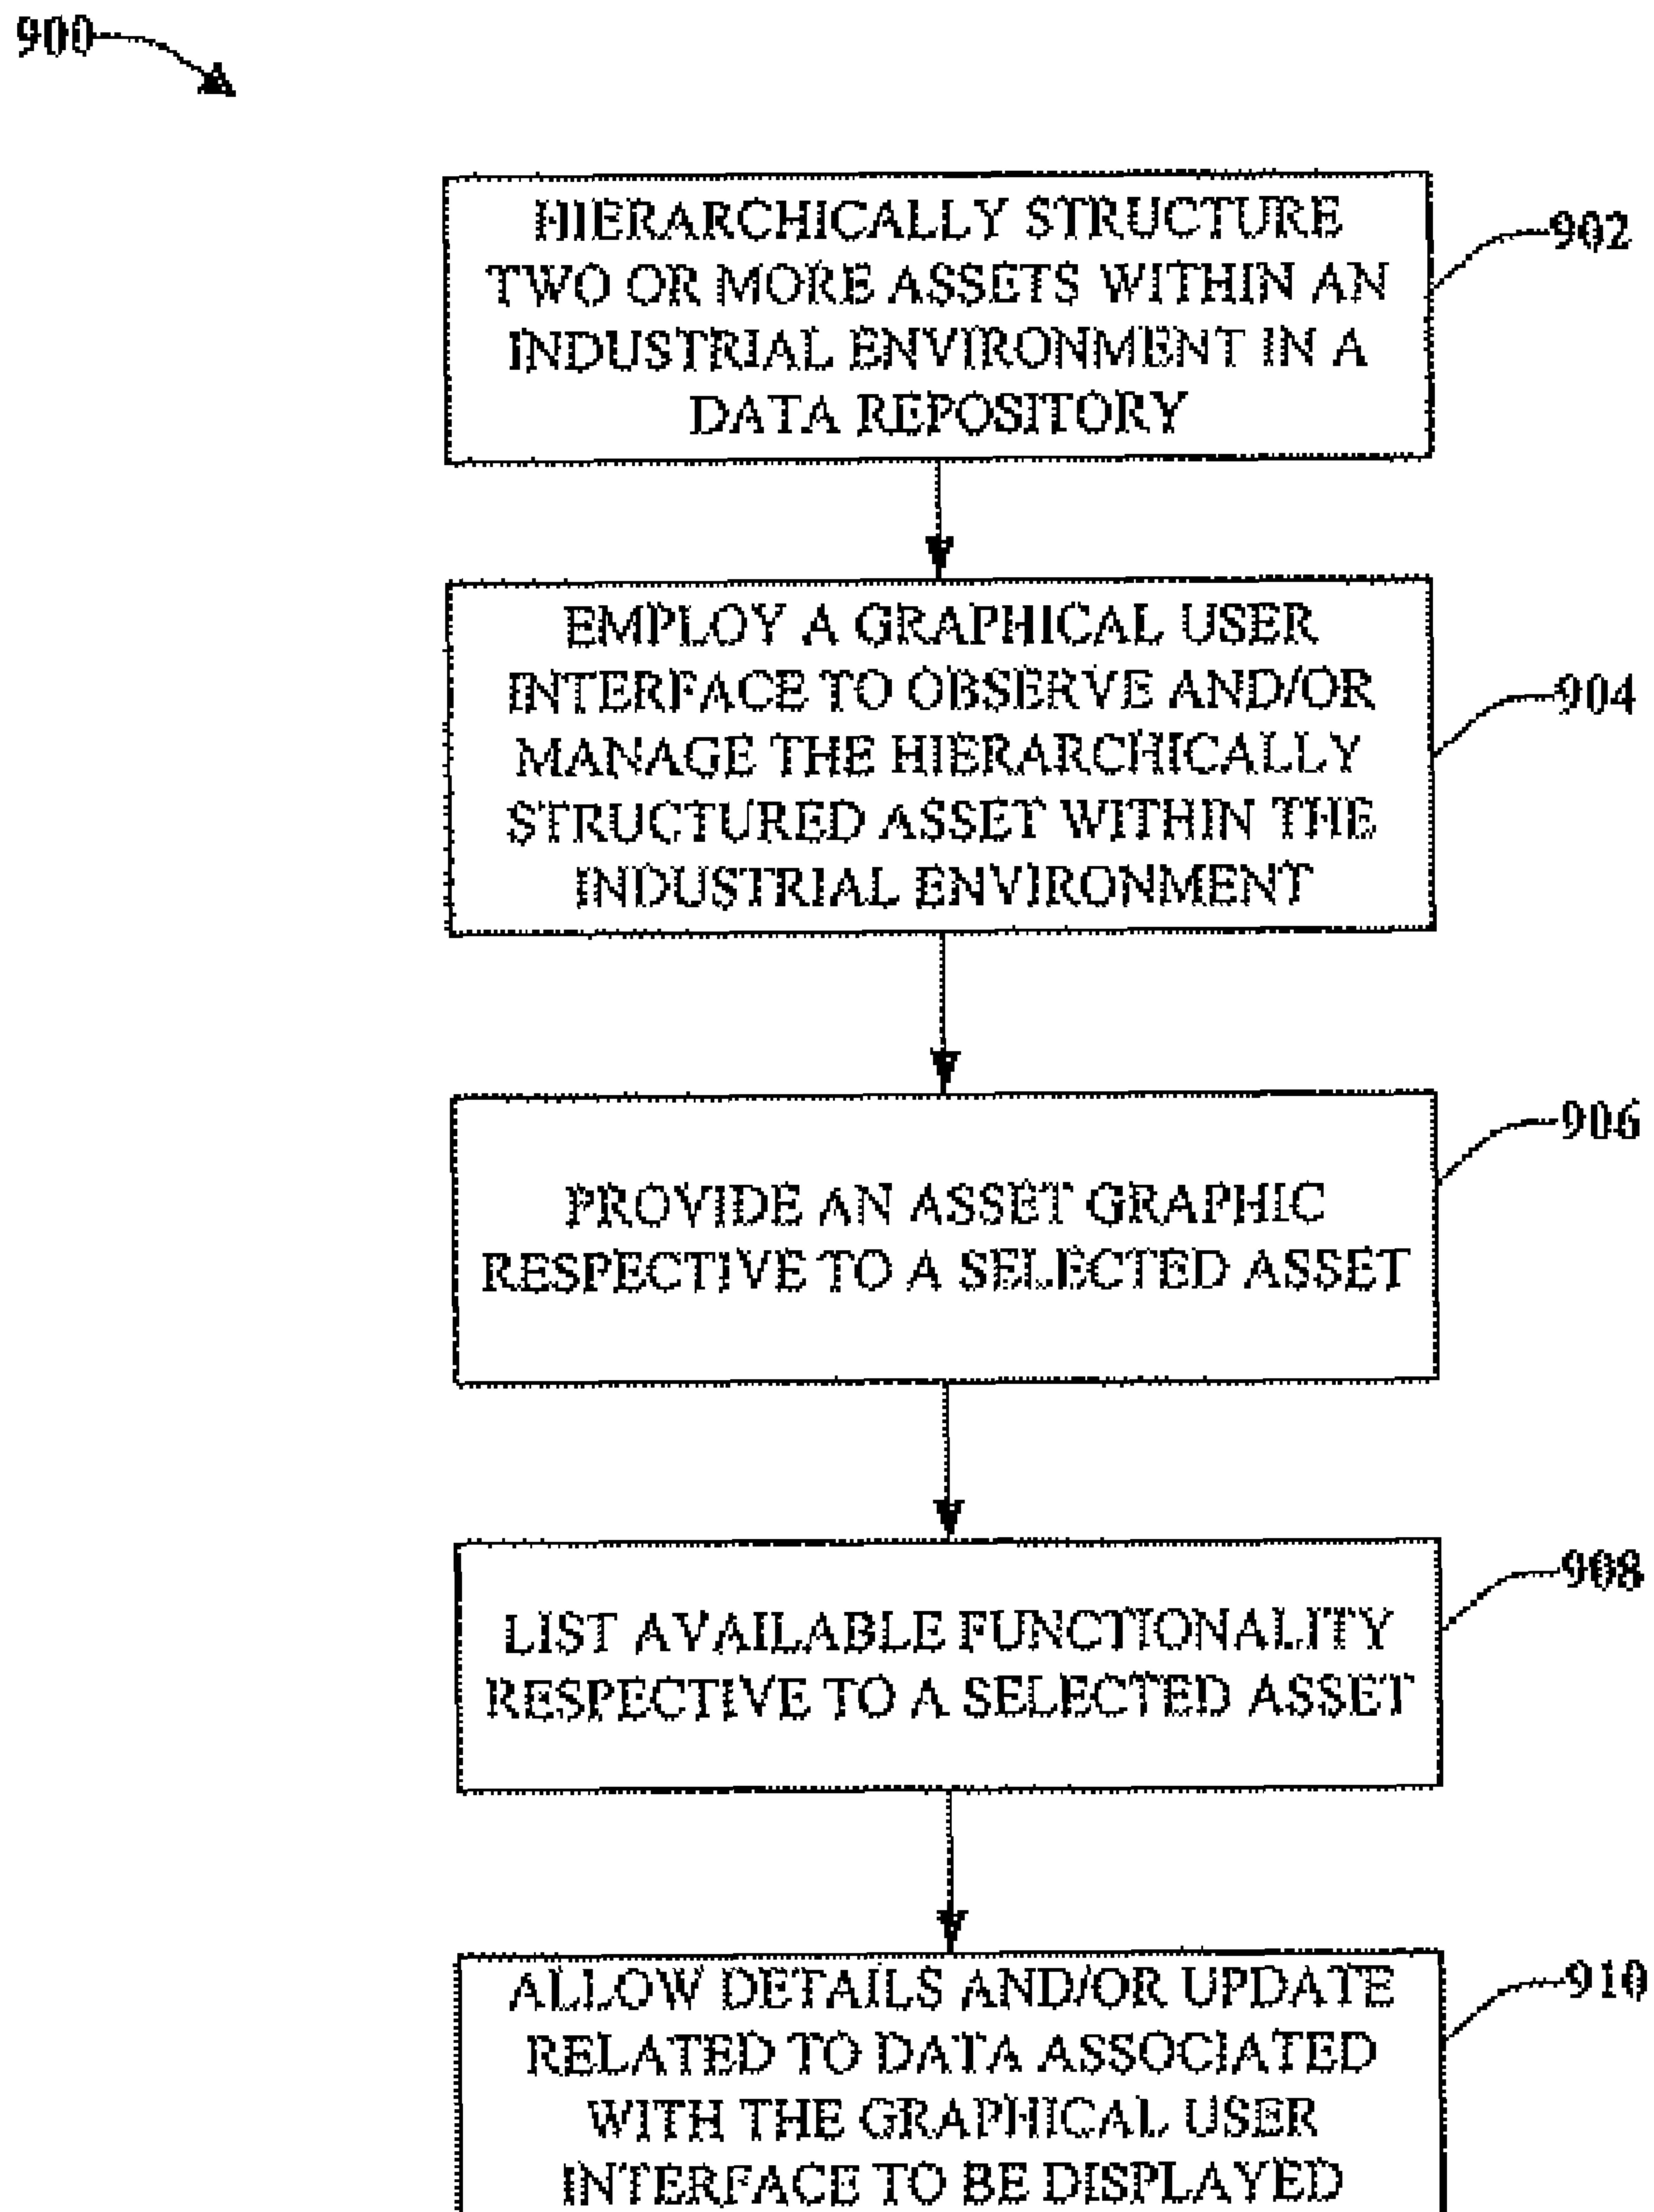 900
HIERARCHICALLY STRUCTURE
TWO OR MORE ASSETS WITHIN AN
INDUSTRIAL ENVIRONMENT IN A
DATA REPOSITORY
902
EMPLOY A GRAPHICAL USER
INTERFACE TO OBSERVE AND/OR
MANAGE THE HIERARCHICALLY
STRUCTURED ASSET WITHIN THE
INDUSTRIAL ENVIRONMENT
904
PROVIDE AN ASSET GRAPHIC
RESPECTIVE TO A SELECTED ASSET
906
LIST AVAILABLE FUNCTIONALITY
RESPECTIVE TO A SELECTED ASSET
908
ALLOW DETAILS AND/OR UPDATE
RELATED TO DATA ASSOCIATED
WITH THE GRAPHICAL USER
INTERFACE TO BE DISPLAYED
910